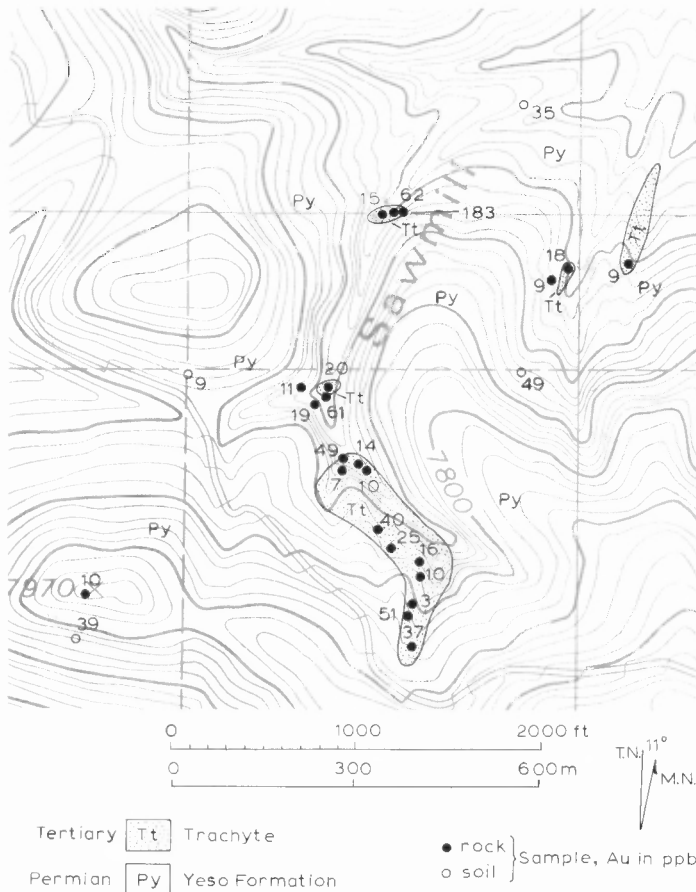 35
Py
15 62
183
Py
Tt
Sawmill
Tt
18
9
9
Py
Tt
Py
20
Py
9
11
49
Tt
19
61
49
14
7
10
7800
Py
Tt
40
Py
25
16
7970
10
10
3
51
39
37
0 1000 2000 ft
0 300 600m
T.N. 11°
M.N.
Tertiary Tt Trachyte
rock
Sample, Au in ppb
soil
Permian Py Yeso Formation